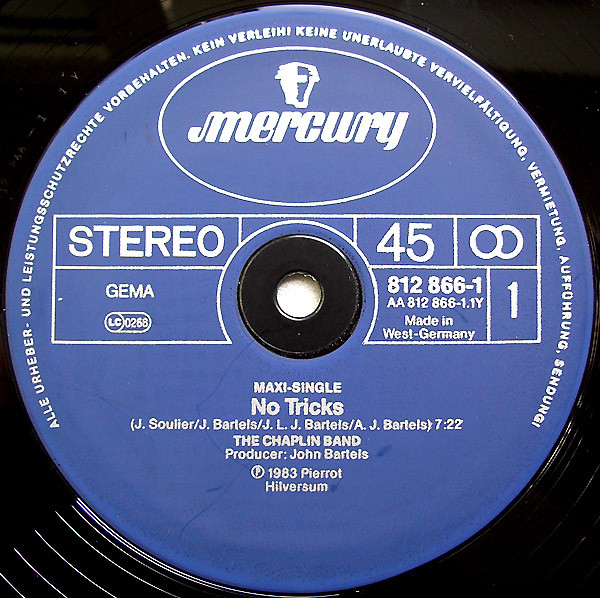 ALLE URHEBER- UND LEISTUNGSSCHUTZRECHTE VORBEHALTEN. KEIN VERLEIH! KEINE UNERLAUBTE VERVIELFÄLTIGUNG, VERMIETUNG, AUFFÜHRUNG, SENDUNG!
mercury
STEREO 45
GEMA
LC 0268
812 866-1
AA 812 866-1.1Y
1
Made in
West-Germany
MAXI-SINGLE
No Tricks
(J. Soulier/J. Bartels/J. L. J. Bartels/A. J. Bartels) 7:22
THE CHAPLIN BAND
Producer: John Bartels
℗ 1983 Pierrot
Hilversum